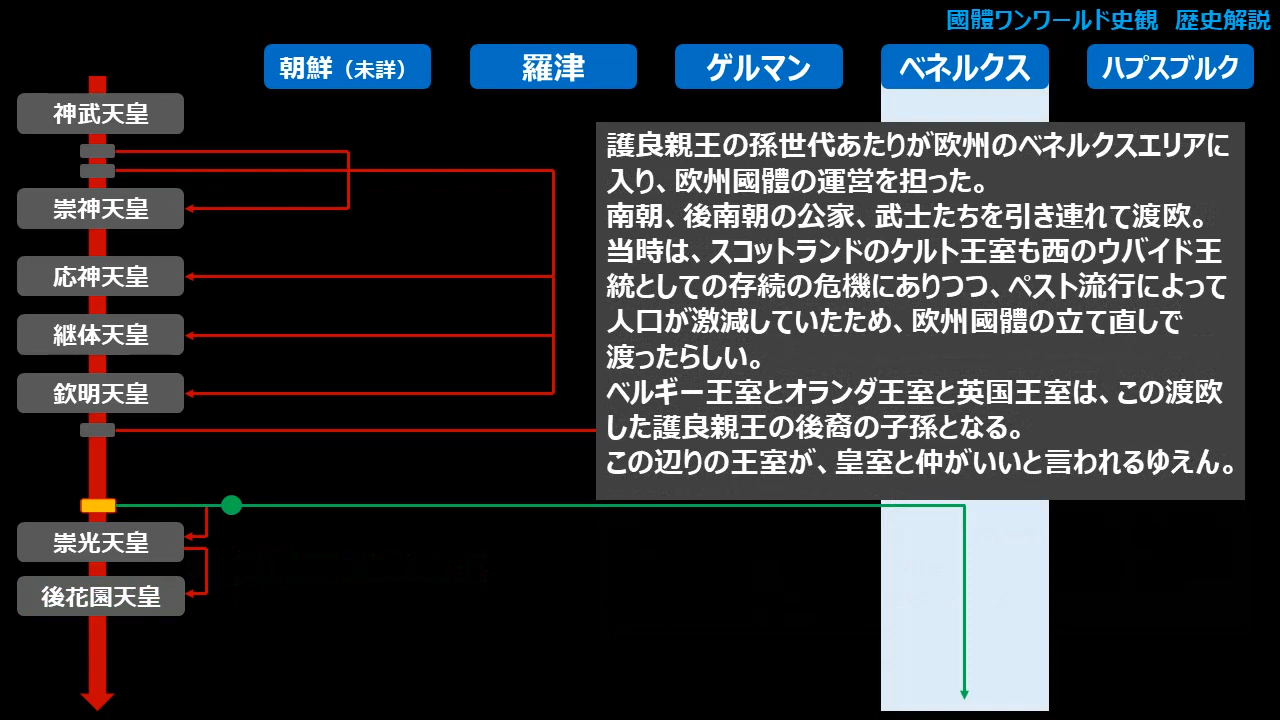 國體ワンワールド史観　歴史解説
朝鮮（未詳）
羅津
ゲルマン
ベネルクス
ハプスブルク
神武天皇
崇神天皇
応神天皇
継体天皇
欽明天皇
崇光天皇
後花園天皇
護良親王の孫世代あたりが欧州のベネルクスエリアに
入り、欧州國體の運営を担った。
南朝、後南朝の公家、武士たちを引き連れて渡欧。
当時は、スコットランドのケルト王室も西のウバイド王
統としての存続の危機にありつつ、ペスト流行によって
人口が激減していたため、欧州國體の立て直しで
渡ったらしい。
ベルギー王室とオランダ王室と英国王室は、この渡欧
した護良親王の後裔の子孫となる。
この辺りの王室が、皇室と仲がいいと言われるゆえん。